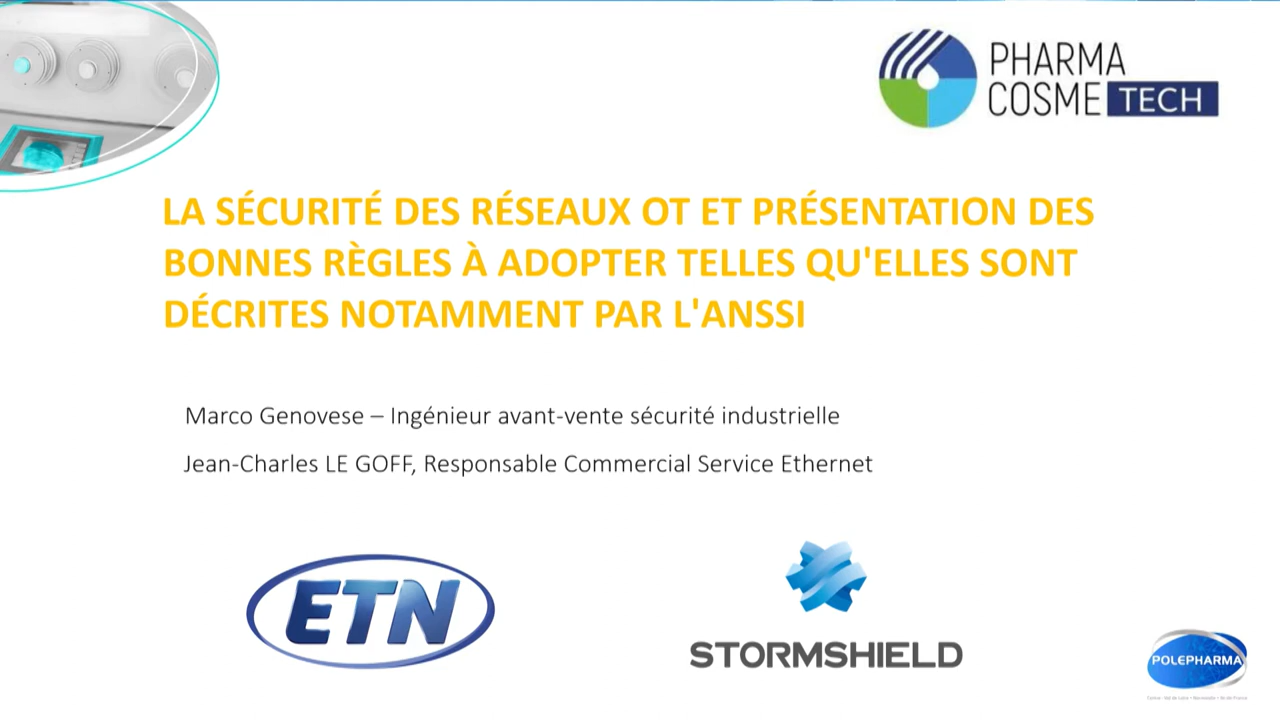 PHARMA
COSME TECH
LA SÉCURITÉ DES RÉSEAUX OT ET PRÉSENTATION DES
BONNES RÈGLES À ADOPTER TELLES QU'ELLES SONT
DÉCRITES NOTAMMENT PAR L'ANSSI
Marco Genovese – Ingénieur avant-vente sécurité industrielle
Jean-Charles LE GOFF, Responsable Commercial Service Ethernet
ETN
STORMSHIELD
POLEPHARMA